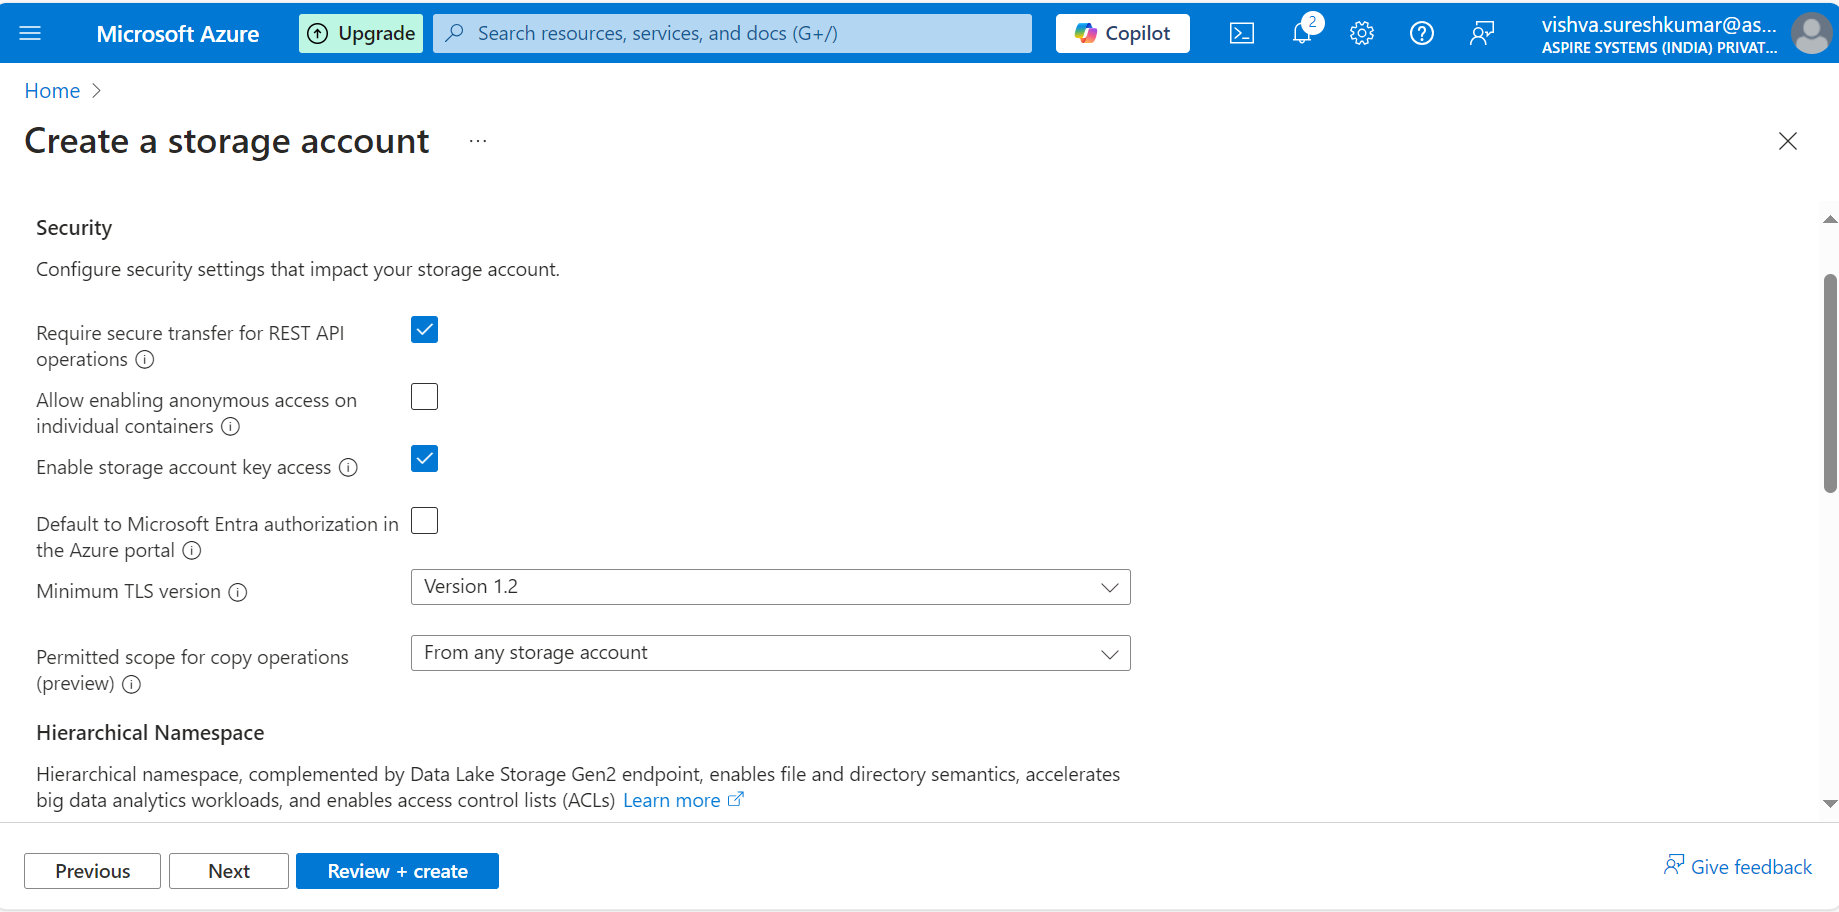 Microsoft Azure
Upgrade
Search resources, services, and docs (G+/)
Copilot
2
vishva.sureshkumar@as...
ASPIRE SYSTEMS (INDIA) PRIVAT...
Home
Create a storage account
...
Security
Configure security settings that impact your storage account.
Require secure transfer for REST API
operations
Allow enabling anonymous access on
individual containers
Enable storage account key access
Default to Microsoft Entra authorization in
the Azure portal
Minimum TLS version
Version 1.2
Permitted scope for copy operations
(preview)
From any storage account
Hierarchical Namespace
Hierarchical namespace, complemented by Data Lake Storage Gen2 endpoint, enables file and directory semantics, accelerates
big data analytics workloads, and enables access control lists (ACLs) Learn more
Previous
Next
Review + create
Give feedback